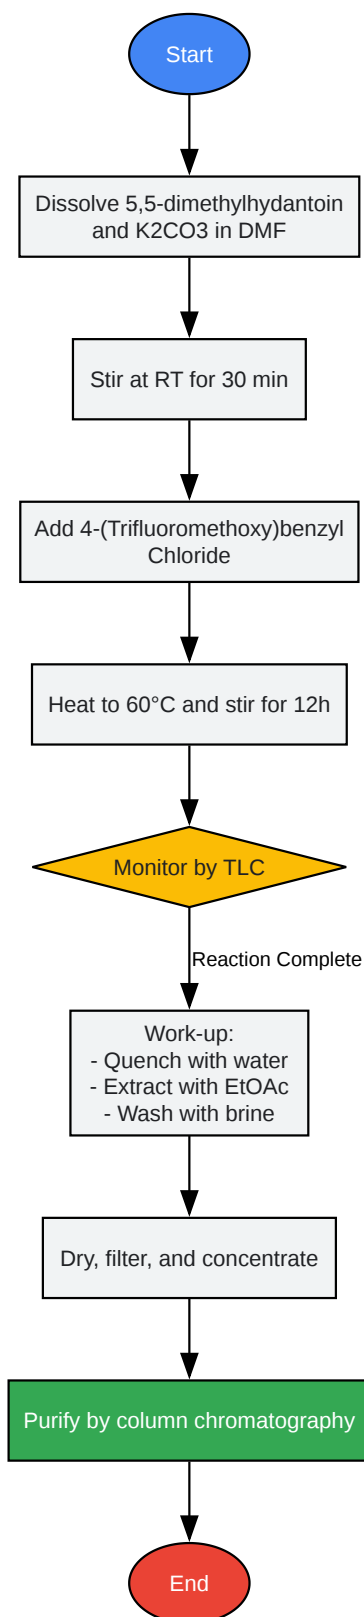 Start
Dissolve 5,5-dimethylhydantoin
and K2CO3 in DMF
Stir at RT for 30 min
Add 4-(Trifluoromethoxy)benzyl
Chloride
Heat to 60°C and stir for 12h
Monitor by TLC
Reaction Complete
Work-up:
- Quench with water
- Extract with EtOAc
- Wash with brine
Dry, filter, and concentrate
Purify by column chromatography
End